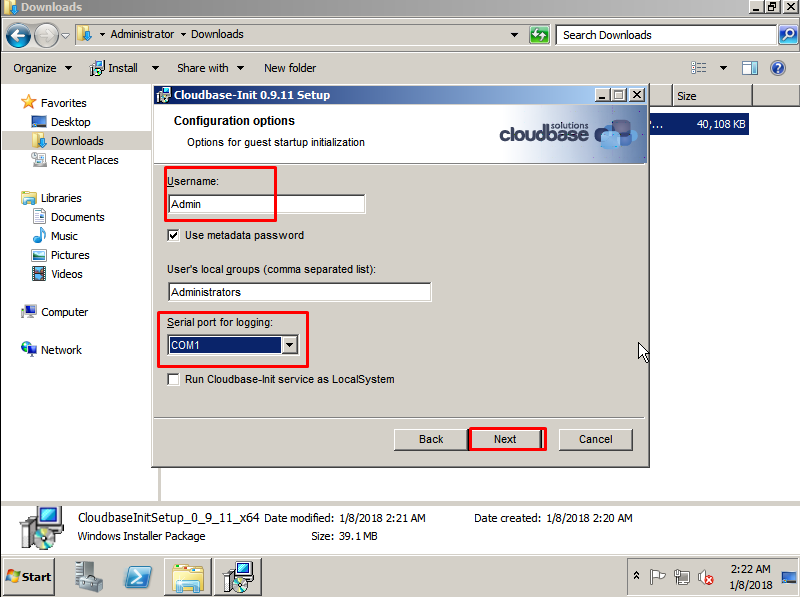 Downloads
Administrator
Downloads
Search Downloads
Organize
Install
Share with
New folder
Favorites
Desktop
Downloads
Recent Places
Libraries
Documents
Music
Pictures
Videos
Computer
Network
Size
...
40,108 KB
Cloudbase-Init 0.9.11 Setup
Configuration options
Options for guest startup initialization
cloudbase solutions
Username:
Admin
Use metadata password
User's local groups (comma separated list):
Administrators
Serial port for logging:
COM1
Run Cloudbase-Init service as LocalSystem
Back
Next
Cancel
CloudbaseInitSetup_0_9_11_x64 Date modified: 1/8/2018 2:21 AM Date created: 1/8/2018 2:20 AM
Windows Installer Package Size: 39.1 MB
Start
2:22 AM
1/8/2018